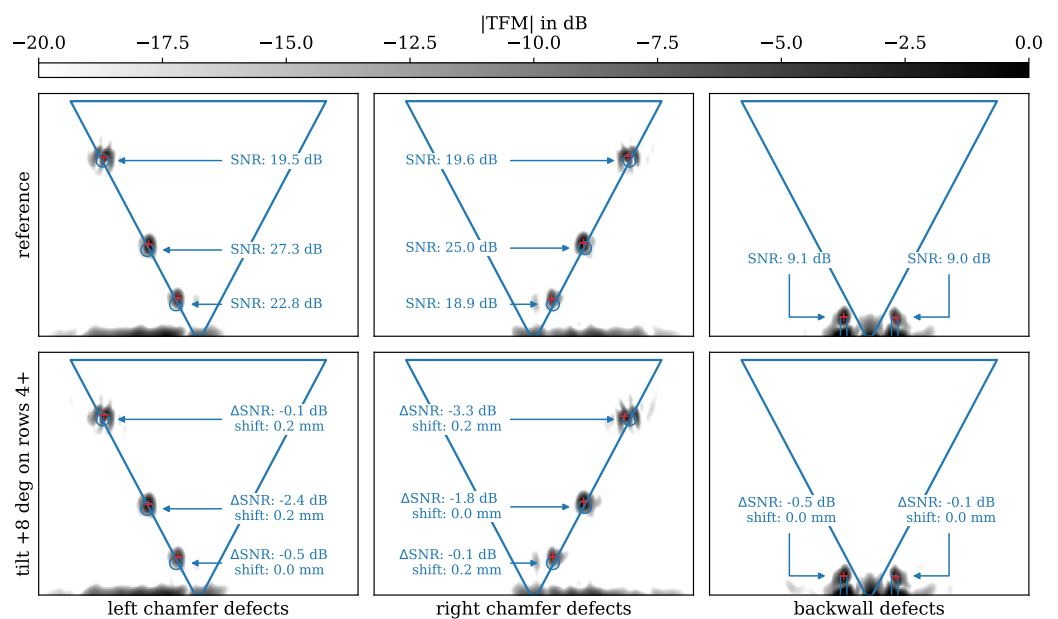 |TFM| in dB
−20.0 −17.5 −15.0 −12.5 −10.0 −7.5 −5.0 −2.5 0.0
reference
SNR: 19.5 dB
SNR: 27.3 dB
SNR: 22.8 dB
SNR: 19.6 dB
SNR: 25.0 dB
SNR: 18.9 dB
SNR: 9.1 dB
SNR: 9.0 dB
tilt +8 deg on rows 4+
ΔSNR: -0.1 dB
shift: 0.2 mm
ΔSNR: -2.4 dB
shift: 0.2 mm
ΔSNR: -0.5 dB
shift: 0.0 mm
ΔSNR: -3.3 dB
shift: 0.2 mm
ΔSNR: -1.8 dB
shift: 0.0 mm
ΔSNR: -0.1 dB
shift: 0.2 mm
ΔSNR: -0.5 dB
shift: 0.0 mm
ΔSNR: -0.1 dB
shift: 0.0 mm
left chamfer defects
right chamfer defects
backwall defects